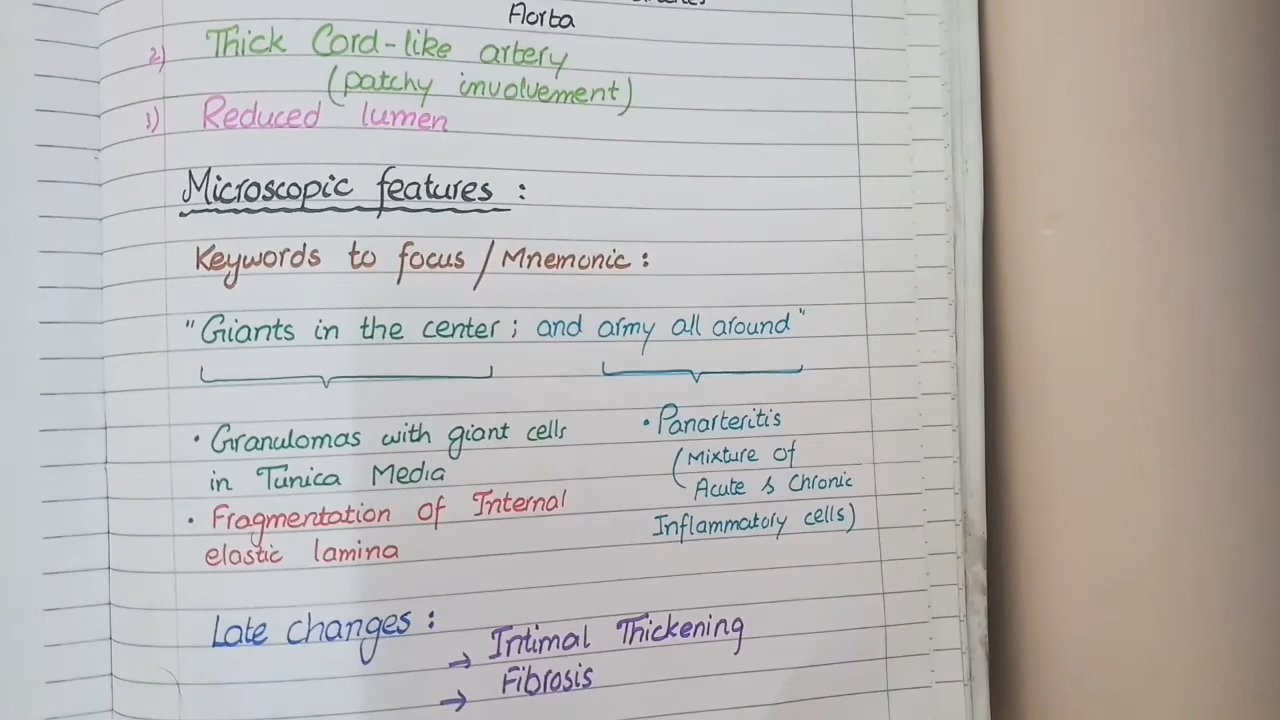 Aorta
2) Thick Cord-like artery
(patchy involvement)
3) Reduced lumen
Microscopic features :
Keywords to focus / Mnemonic :
"Giants in the center ; and army all around"
• Granulomas with giant cells
in Tunica Media
• Fragmentation of Internal
elastic lamina
• Panarteritis
(Mixture of
Acute & Chronic
Inflammatory cells)
Late changes :
→ Intimal Thickening
→ Fibrosis